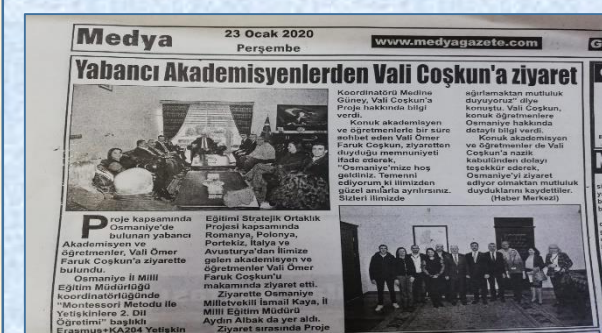 Medya
23 Ocak 2020
Perşembe
www.medyagazete.com
G
Yabancı Akademisyenlerden Vali Coşkun'a ziyaret
Proje kapsamında
Osmaniye'de
bulunan yabancı
Akademisyen ve
öğretmenler, Vali Ömer
Faruk Coşkun'a ziyarette
bulundu.
Osmaniye İl Milli
Eğitim Müdürlüğü
koordinatörlüğünde
"Montessori Metodu ile
Yetişkinlere 2. Dil
Öğretimi" başlıklı
Erasmus+KA204 Yetişkin
Eğitimi Stratejik Ortaklık
Projesi kapsamında
Romanya, Polonya,
Portekiz, İtalya ve
Avusturya'dan İlimize
gelen akademisyen ve
öğretmenler Vali Ömer
Faruk Coşkun'u
makamında ziyaret etti.
Ziyarette Osmaniye
Milletvekili İsmail Kaya, İl
Milli Eğitim Müdürü
Aydın Albak da yer aldı.
Ziyaret sırasında Proje
Koordinatörü Medine
Güney, Vali Coşkun'a
Proje hakkında bilgi
verdi.
Konuk akademisyen
ve öğretmenlerle bir süre
sohbet eden Vali Ömer
Faruk Coşkun, ziyaretten
duyduğu memnuniyeti
ifade ederek,
"Osmaniye'mize hoş
geldiniz. Temenni
ediyorum ki ilimizden
güzel anılarla ayrılırsınız.
Sizleri ilimizde
ağırlamaktan mutluluk
duyuyoruz" diye
konuştu. Vali Coşkun,
konuk öğretmenlere
Osmaniye hakkında
detaylı bilgi verdi.
Konuk akademisyen
ve öğretmenler de Vali
Coşkun'a nazik
kabulünden dolayı
teşekkür ederek,
Osmaniye'yi ziyaret
ediyor olmaktan mutluluk
duyduklarını kaydettiler.
(Haber Merkezi)